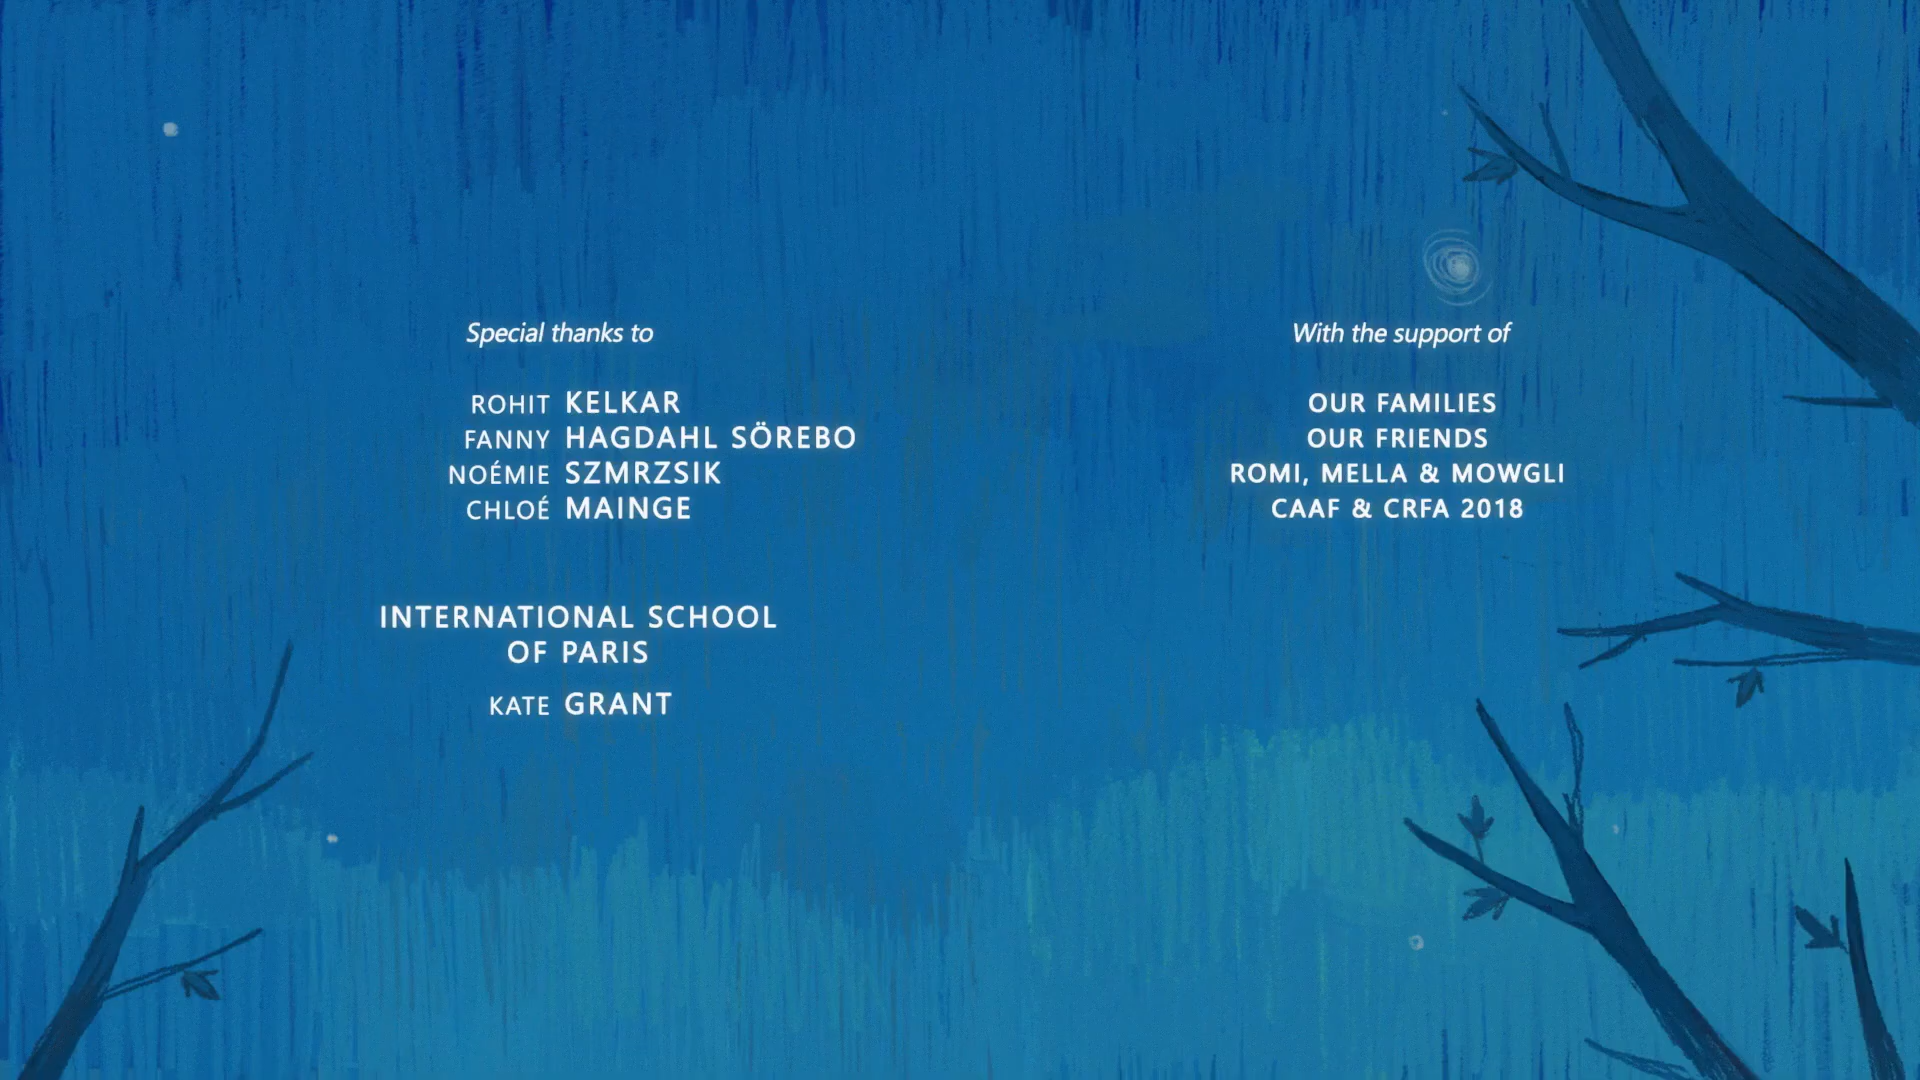 Special thanks to
ROHIT KELKAR
FANNY HAGDAHL SÖREBO
NOÉMIE SZMRZSIK
CHLOÉ MAINGE
INTERNATIONAL SCHOOL
OF PARIS
KATE GRANT
With the support of
OUR FAMILIES
OUR FRIENDS
ROMI, MELLA & MOWGLI
CAAF & CRFA 2018